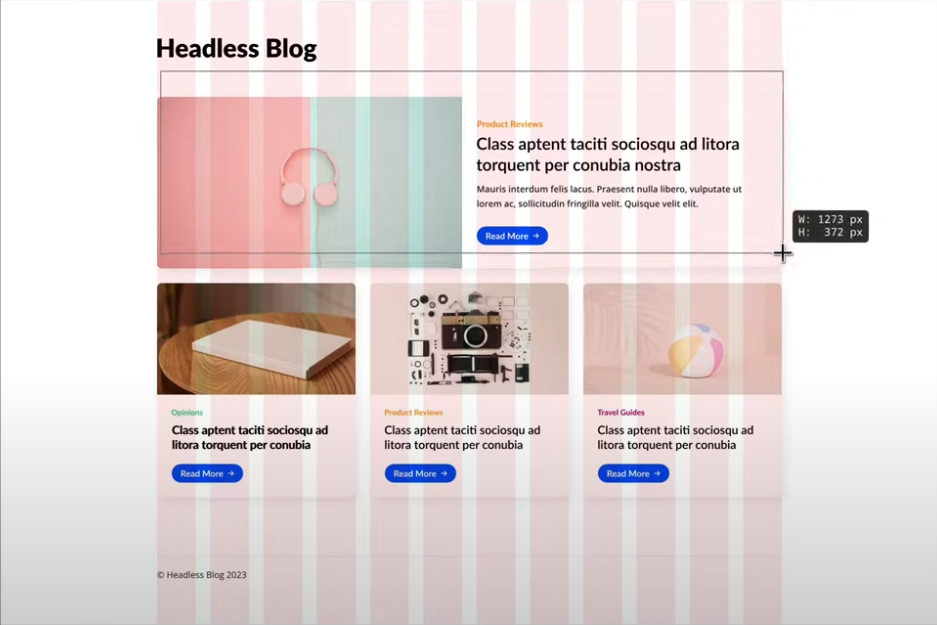 Headless Blog
Product Reviews
Class aptent taciti sociosqu ad litora
torquent per conubia nostra
Mauris interdum felis lacus. Praesent nulla libero, vulputate ut
lorem ac, sollicitudin fringilla velit. Quisque velit elit.
Read More →
W: 1273 px
H: 372 px
Opinions
Class aptent taciti sociosqu ad
litora torquent per conubia
Read More →
Product Reviews
Class aptent taciti sociosqu ad
litora torquent per conubia
Read More →
Travel Guides
Class aptent taciti sociosqu ad
litora torquent per conubia
Read More →
© Headless Blog 2023